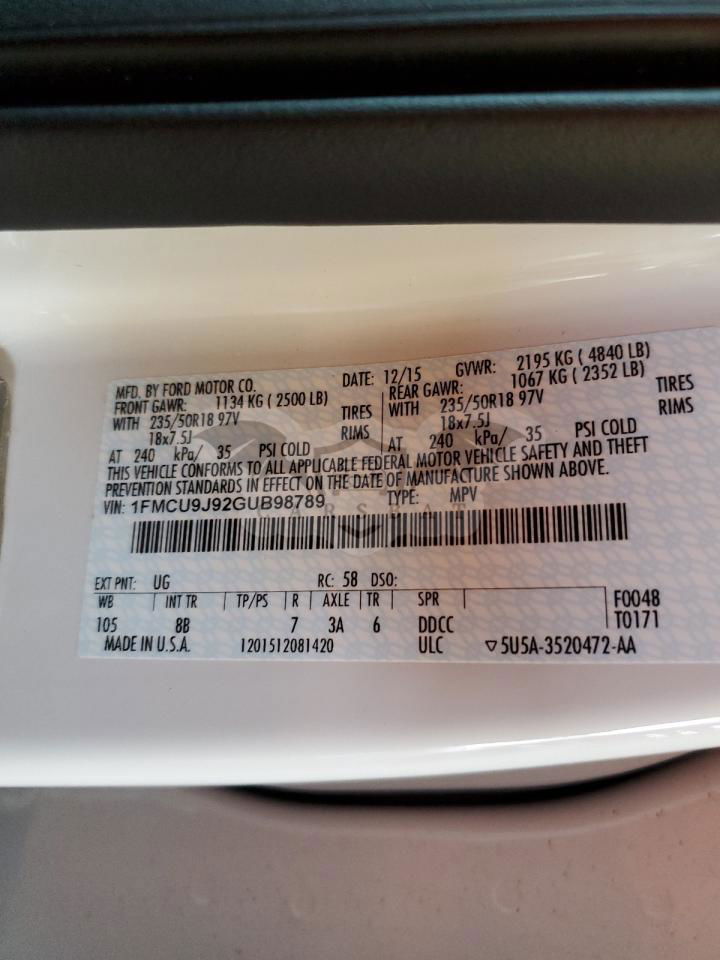 MFD. BY FORD MOTOR CO. DATE: 12/15 GVWR: 2195 KG ( 4840 LB)
FRONT GAWR: 1134 KG ( 2500 LB) REAR GAWR: 1067 KG ( 2352 LB)
WITH 235/50R18 97V TIRES WITH 235/50R18 97V TIRES
18x7.5J RIMS 18x7.5J RIMS
AT 240 kPa/ 35 PSI COLD AT 240 kPa/ 35 PSI COLD
THIS VEHICLE CONFORMS TO ALL APPLICABLE FEDERAL MOTOR VEHICLE SAFETY AND THEFT
PREVENTION STANDARDS IN EFFECT ON THE DATE OF MANUFACTURE SHOWN ABOVE.
VIN: 1FMCU9J92GUB98789 TYPE: MPV
CARSRAT
EXT PNT: UG RC: 58 DSO:
WB | INT TR | TP/PS | R | AXLE | TR | SPR F0048
105 8B 7 3A 6 DDCC T0171
MADE IN U.S.A. 1201512081420 ULC ▽5U5A-3520472-AA